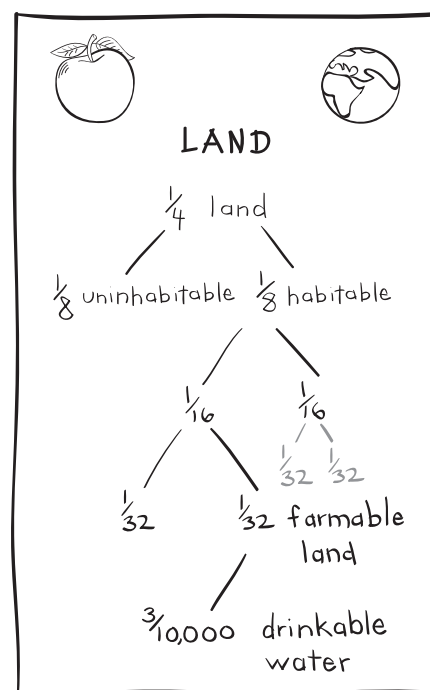 LAND
1/4 land
1/8 uninhabitable 1/8 habitable
1/16 1/16
1/32 1/32
1/32 1/32 farmable
land
3/10,000 drinkable
water